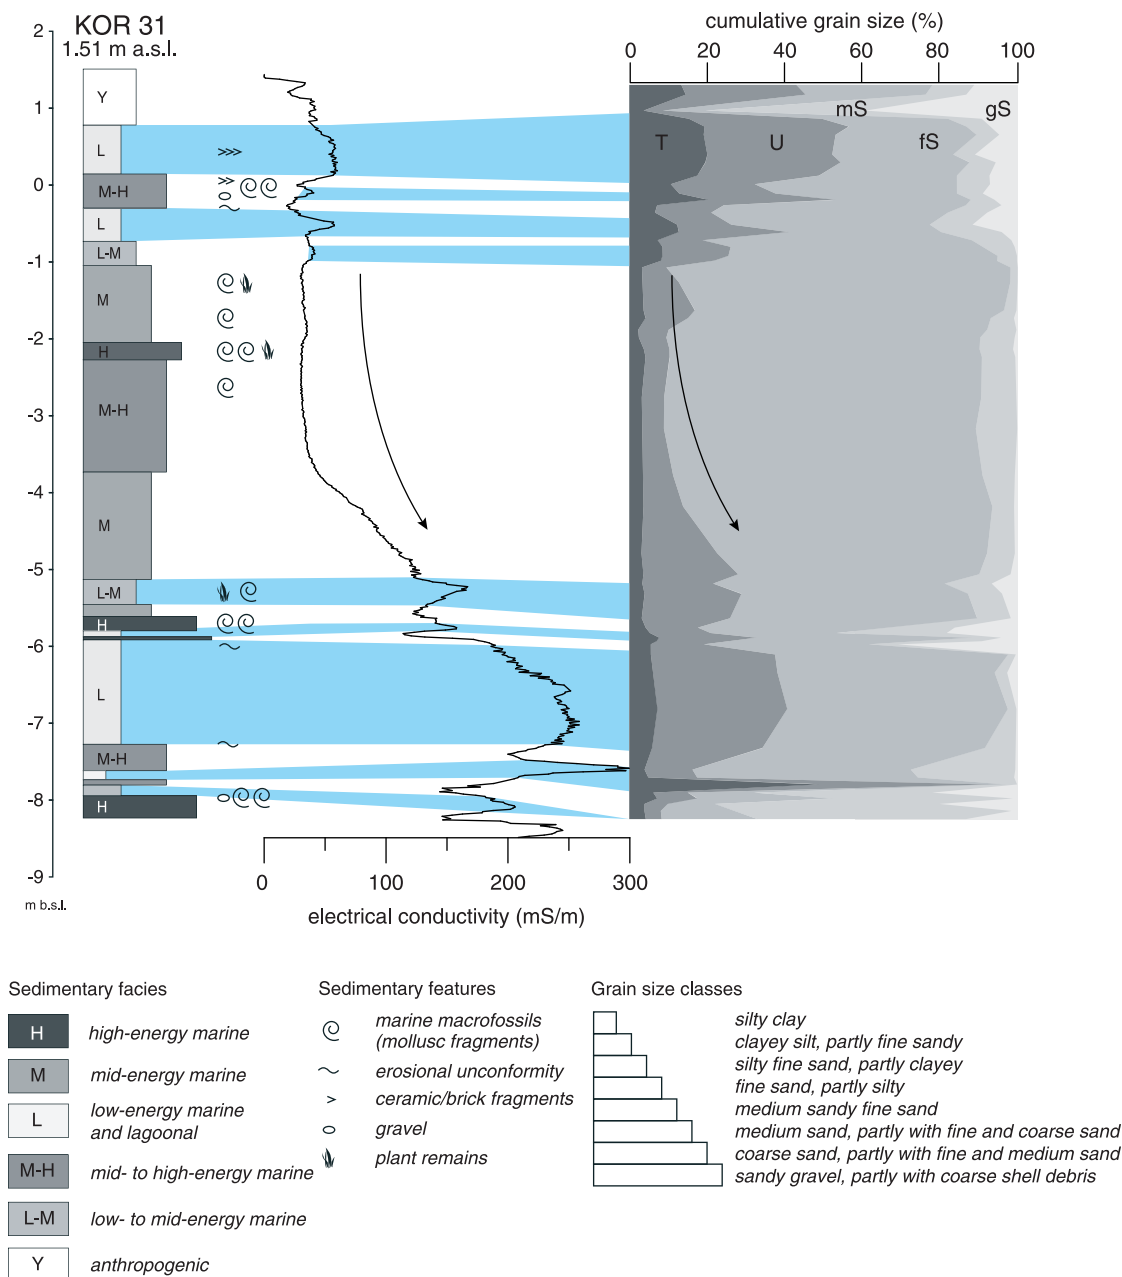 KOR 31
1.51 m a.s.l.
cumulative grain size (%)
0 20 40 60 80 100
2
1
0
-1
-2
-3
-4
-5
-6
-7
-8
-9
m b.s.l.
Y
L
M-H
L
L-M
M
H
M-H
M
L-M
H
L
M-H
H
mS
gS
T
U
fS
0 100 200 300
electrical conductivity (mS/m)
Sedimentary facies
H high-energy marine
M mid-energy marine
L low-energy marine
and lagoonal
M-H mid- to high-energy marine
L-M low- to mid-energy marine
Y anthropogenic
Sedimentary features
marine macrofossils
(mollusc fragments)
erosional unconformity
ceramic/brick fragments
gravel
plant remains
Grain size classes
silty clay
clayey silt, partly fine sandy
silty fine sand, partly clayey
fine sand, partly silty
medium sandy fine sand
medium sand, partly with fine and coarse sand
coarse sand, partly with fine and medium sand
sandy gravel, partly with coarse shell debris